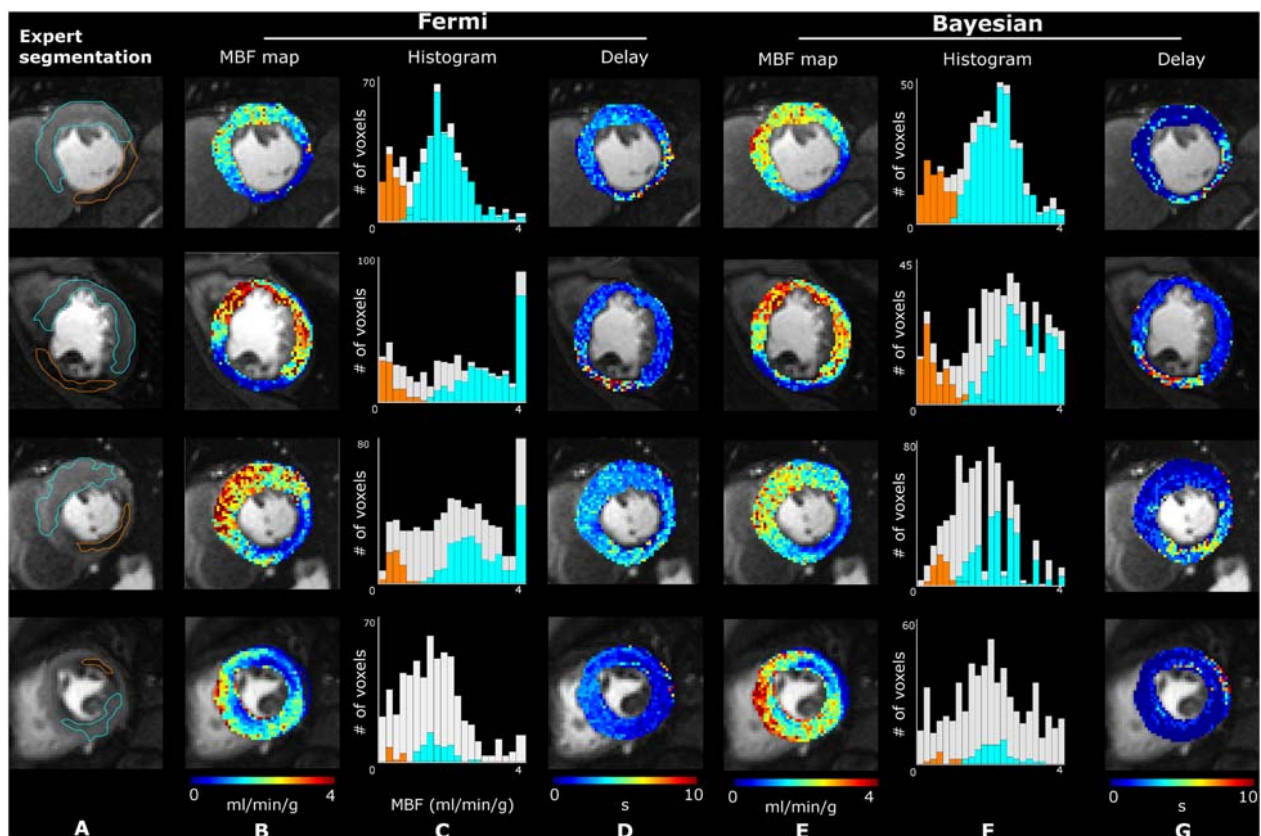 Fermi
Bayesian
Expert
segmentation
MBF map
Histogram
Delay
MBF map
Histogram
Delay
70
# of voxels
0
4
50
# of voxels
0
4
100
# of voxels
0
4
45
# of voxels
0
4
80
# of voxels
0
4
80
# of voxels
0
4
70
# of voxels
0
4
60
# of voxels
0
4
0
4
ml/min/g
MBF (ml/min/g)
0
10
s
0
4
ml/min/g
0
10
s
A
B
C
D
E
F
G